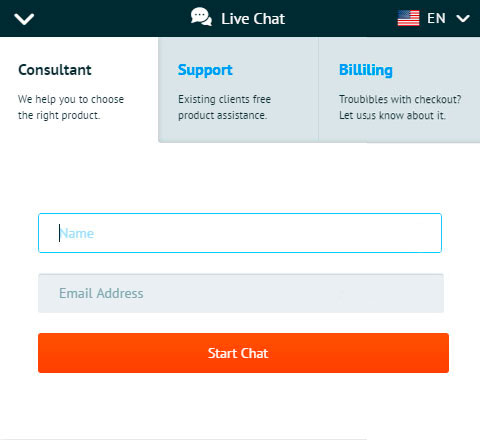 Live Chat
EN
Consultant
Support
Billiling
We help you to choose
the right product.
Existing clients free
product assistance.
Troubibles with checkout?
Let usus know about it.
Name
Email Address
Start Chat